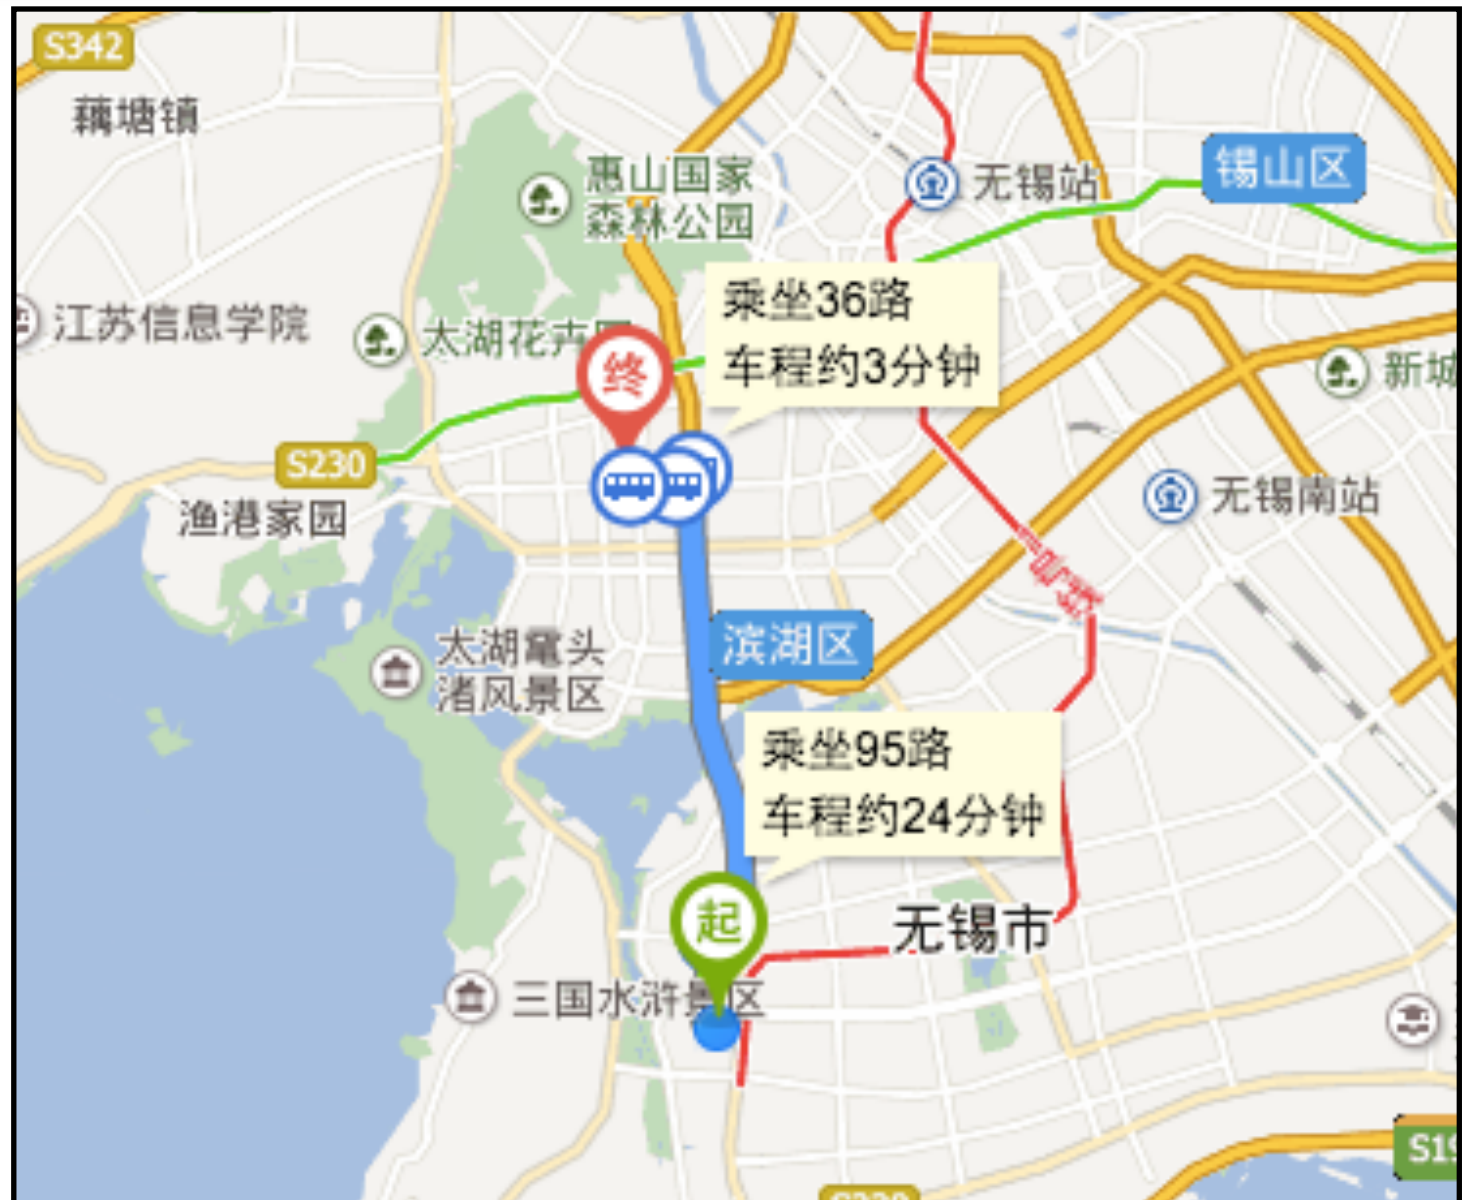 S342
藕塘镇
惠山国家
森林公园
无锡站
锡山区
江苏信息学院
太湖花卉园
乘坐36路
车程约3分钟
终
新城
S230
渔港家园
无锡南站
太湖鼋头
渚风景区
滨湖区
乘坐95路
车程约24分钟
起
无锡市
三国水浒景区
S19